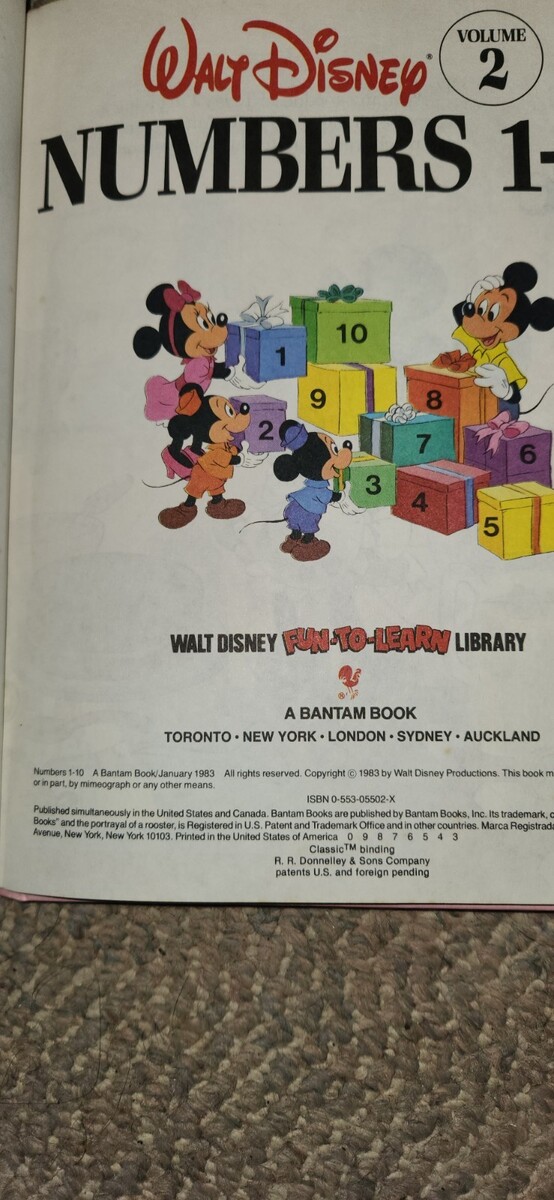 WALT DISNEY®
VOLUME
2
NUMBERS 1-
10
1
9
8
2
7
6
3
4
5
WALT DISNEY FUN-TO-LEARN LIBRARY
A BANTAM BOOK
TORONTO • NEW YORK • LONDON • SYDNEY • AUCKLAND
Numbers 1-10 A Bantam Book/January 1983 All rights reserved. Copyright © 1983 by Walt Disney Productions. This book m
or in part, by mimeograph or any other means.
ISBN 0-553-05502-X
Published simultaneously in the United States and Canada. Bantam Books are published by Bantam Books, Inc. Its trademark,
Books" and the portrayal of a rooster, is Registered in U.S. Patent and Trademark Office and in other countries. Marca Registrada
Avenue, New York, New York 10103. Printed in the United States of America 0 9 8 7 6 5 4 3
Classic™ binding
R. R. Donnelley & Sons Company
patents U.S. and foreign pending